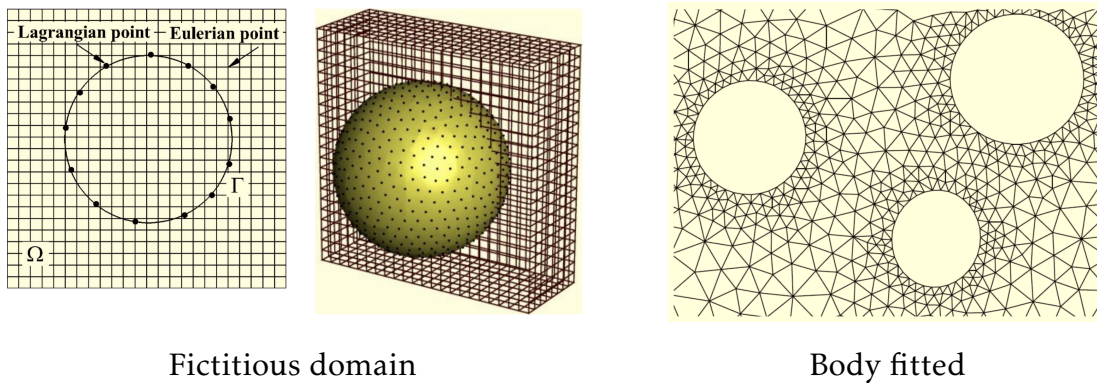 Lagrangian point Eulerian point
Γ
Ω
Fictitious domain Body fitted